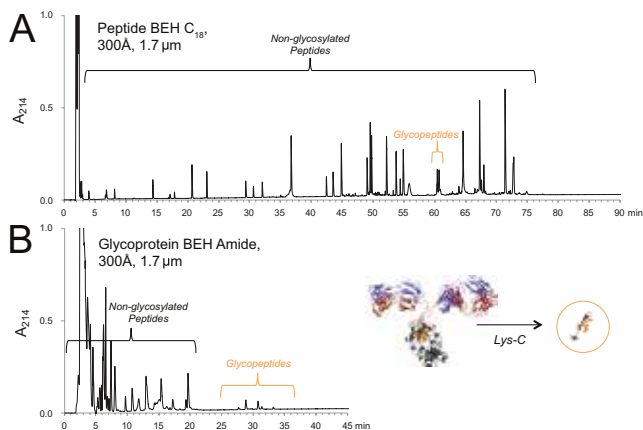 A
Peptide BEH C18,
300Å, 1.7 µm
Non-glycosylated
Peptides
Glycopeptides
A214
1.0
0.5
0.0
0 5 10 15 20 25 30 35 40 45 50 55 60 65 70 75 80 85 90 min
B
Glycoprotein BEH Amide,
300Å, 1.7 µm
Non-glycosylated
Peptides
Glycopeptides
A214
1.0
0.5
0.0
0 5 10 15 20 25 30 35 40 45 min
Lys-C